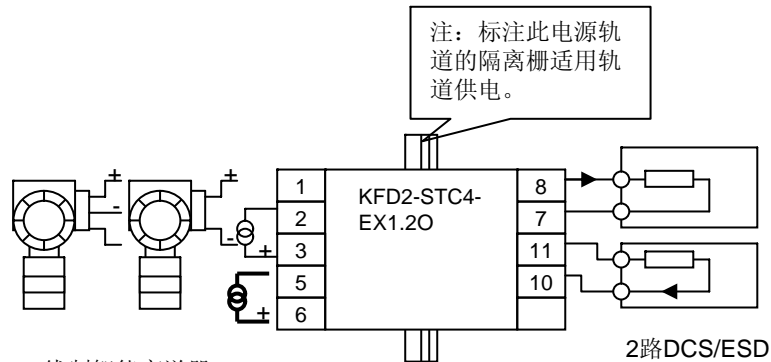 注：标注此电源轨
道的隔离栅适用轨
道供电。
+
-
+
-
+
+
1
2
3
5
6
KFD2-STC4-
EX1.2O
8
7
11
10
2路DCS/ESD